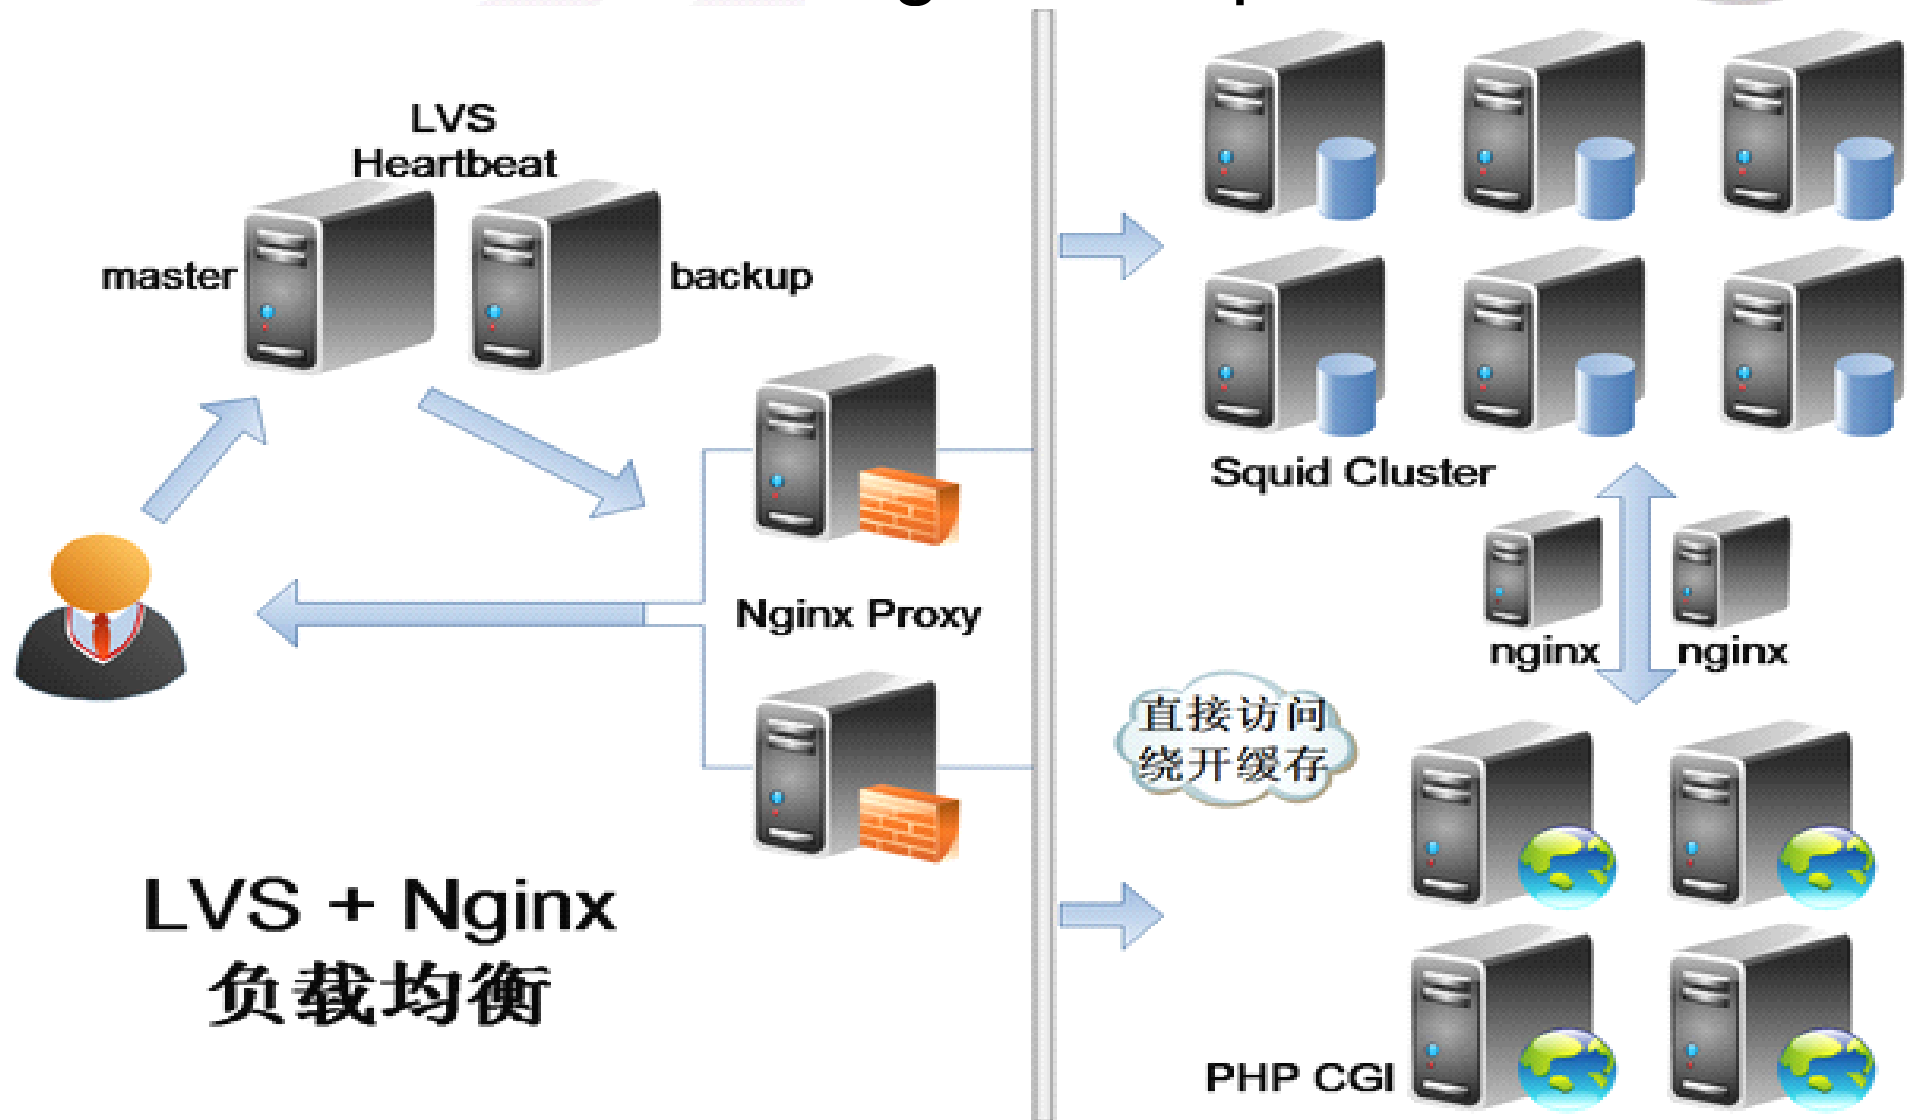 LVS
Heartbeat
master
backup
Nginx Proxy
LVS + Nginx
负载均衡
Squid Cluster
nginx
nginx
直接访问
绕开缓存
PHP CGI